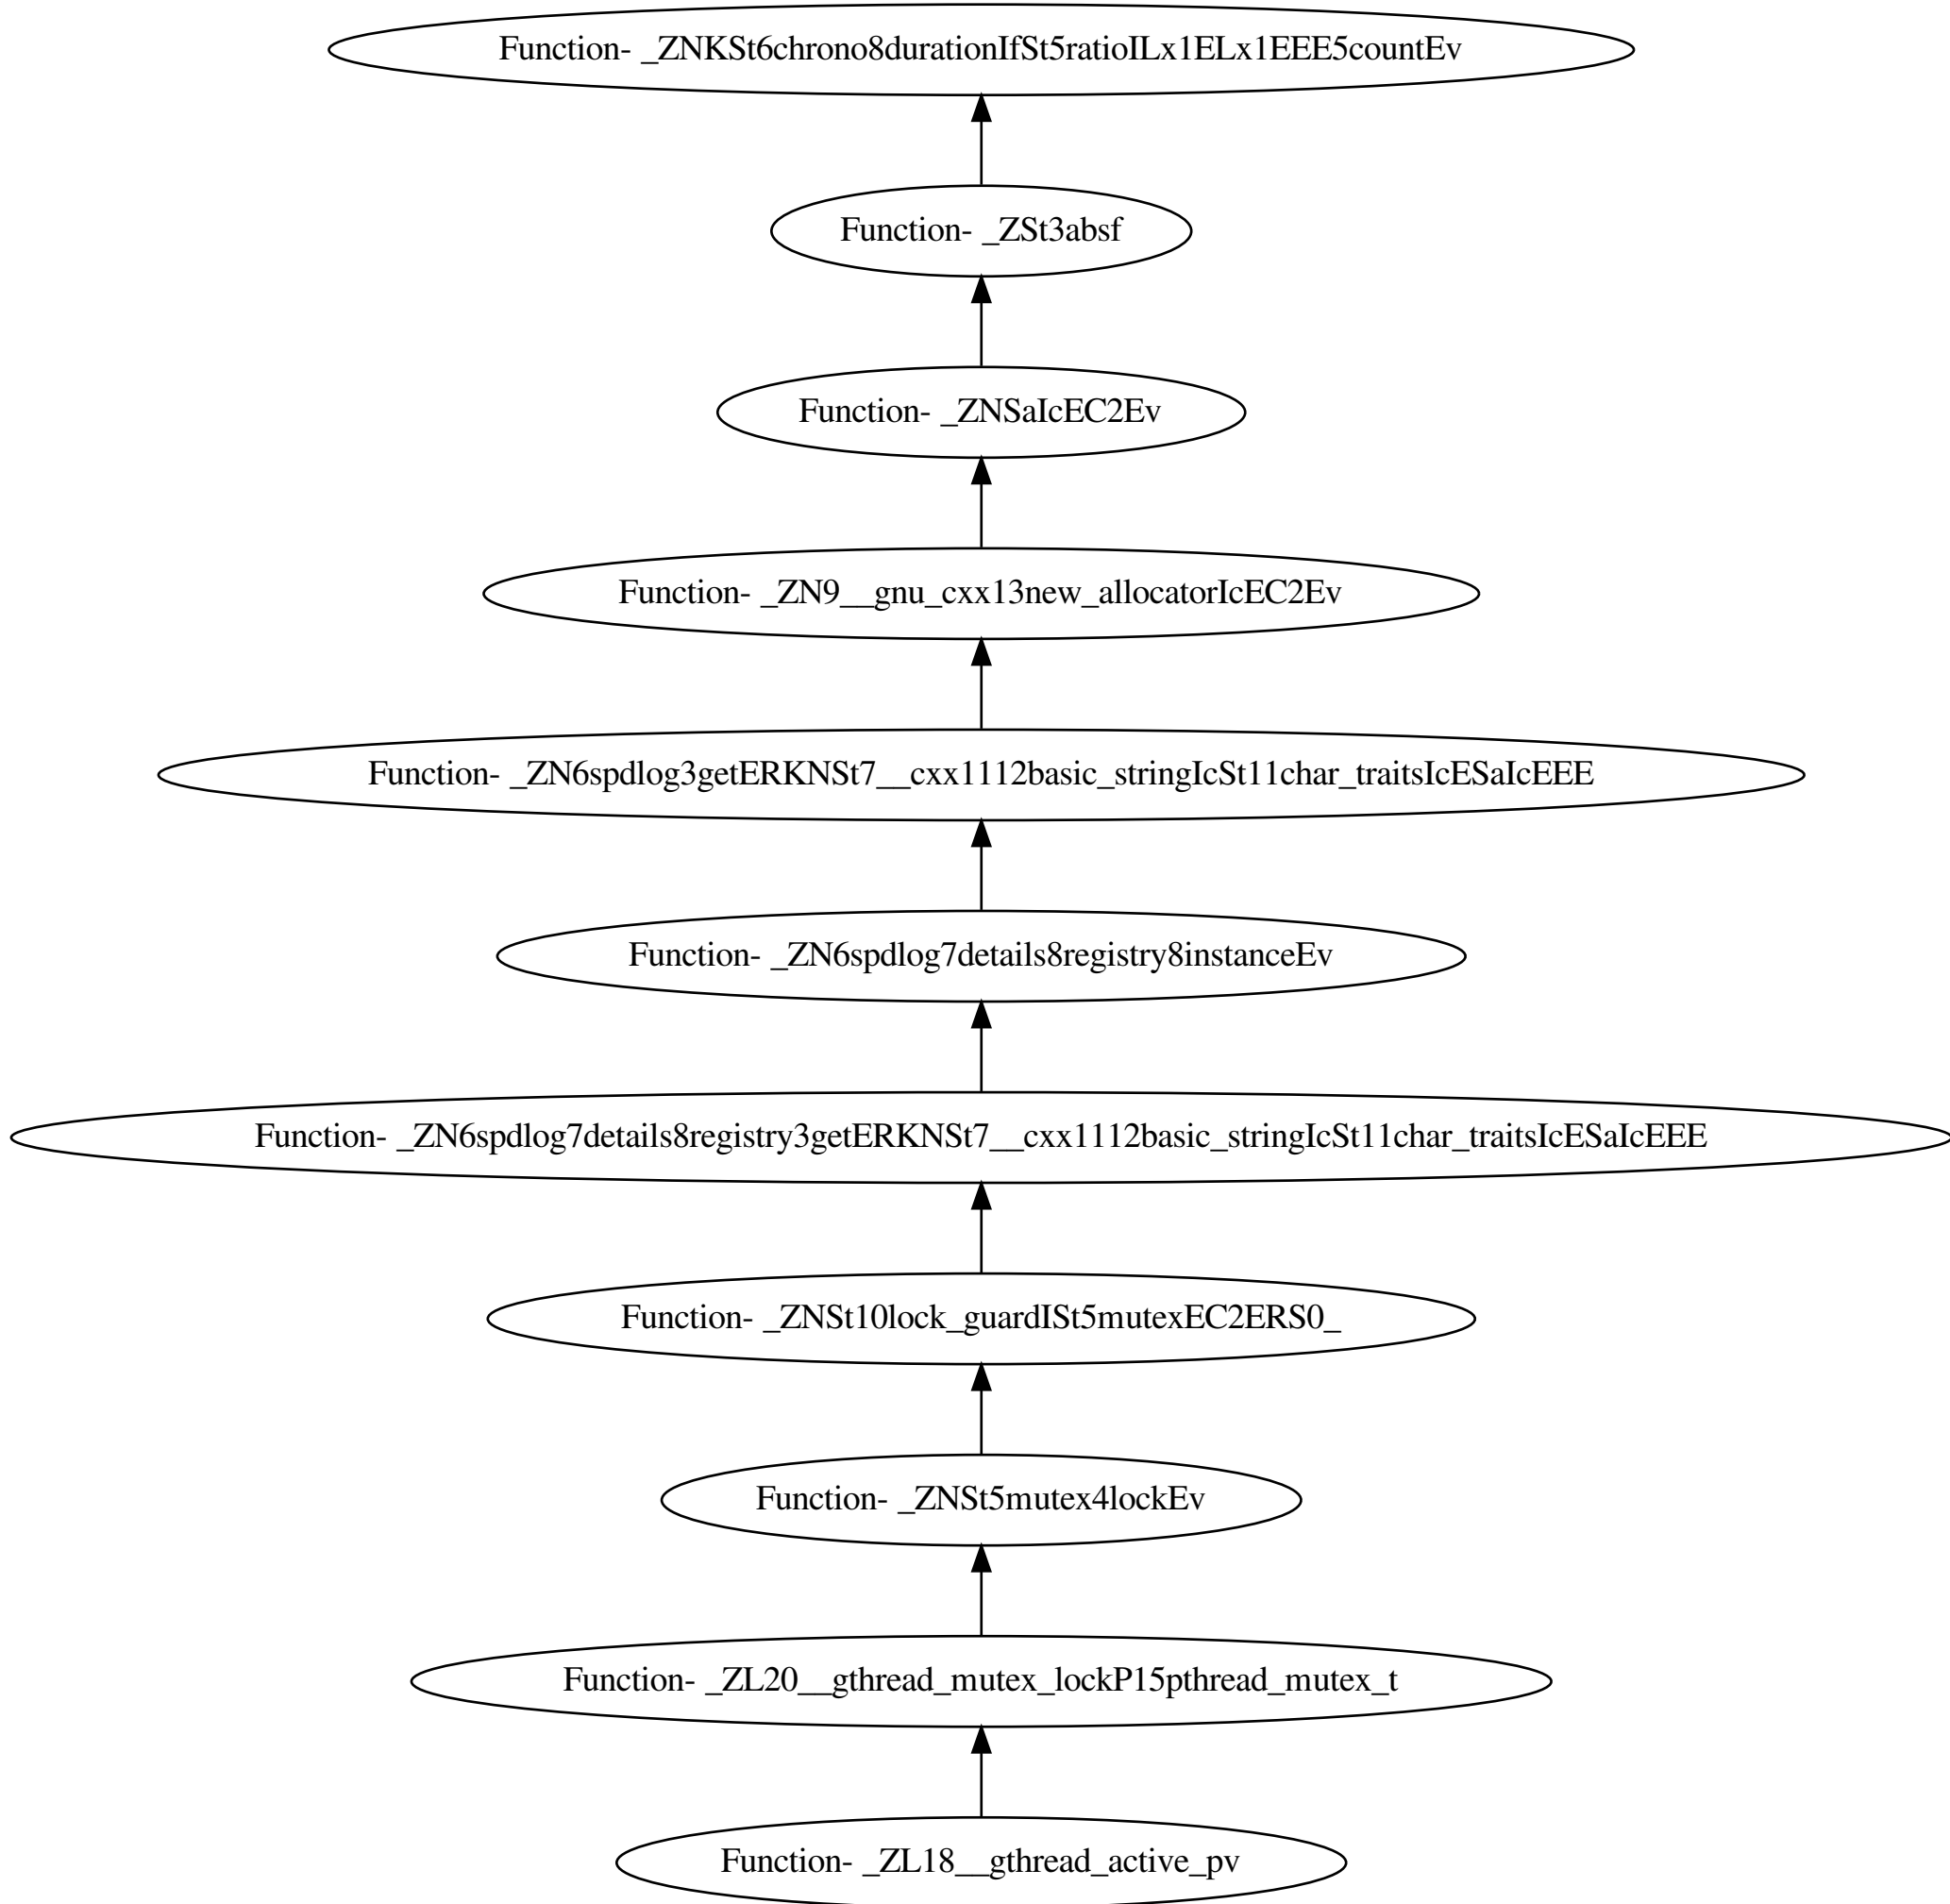 Function- _ZNKSt6chrono8durationIfSt5ratioILx1ELx1EEE5countEv
Function- _ZSt3absf
Function- _ZNSaIcEC2Ev
Function- _ZN9__gnu_cxx13new_allocatorIcEC2Ev
Function- _ZN6spdlog3getERKNSt7__cxx1112basic_stringIcSt11char_traitsIcESaIcEEE
Function- _ZN6spdlog7details8registry8instanceEv
Function- _ZN6spdlog7details8registry3getERKNSt7__cxx1112basic_stringIcSt11char_traitsIcESaIcEEE
Function- _ZNSt10lock_guardISt5mutexEC2ERS0_
Function- _ZNSt5mutex4lockEv
Function- _ZL20__gthread_mutex_lockP15pthread_mutex_t
Function- _ZL18__gthread_active_pv